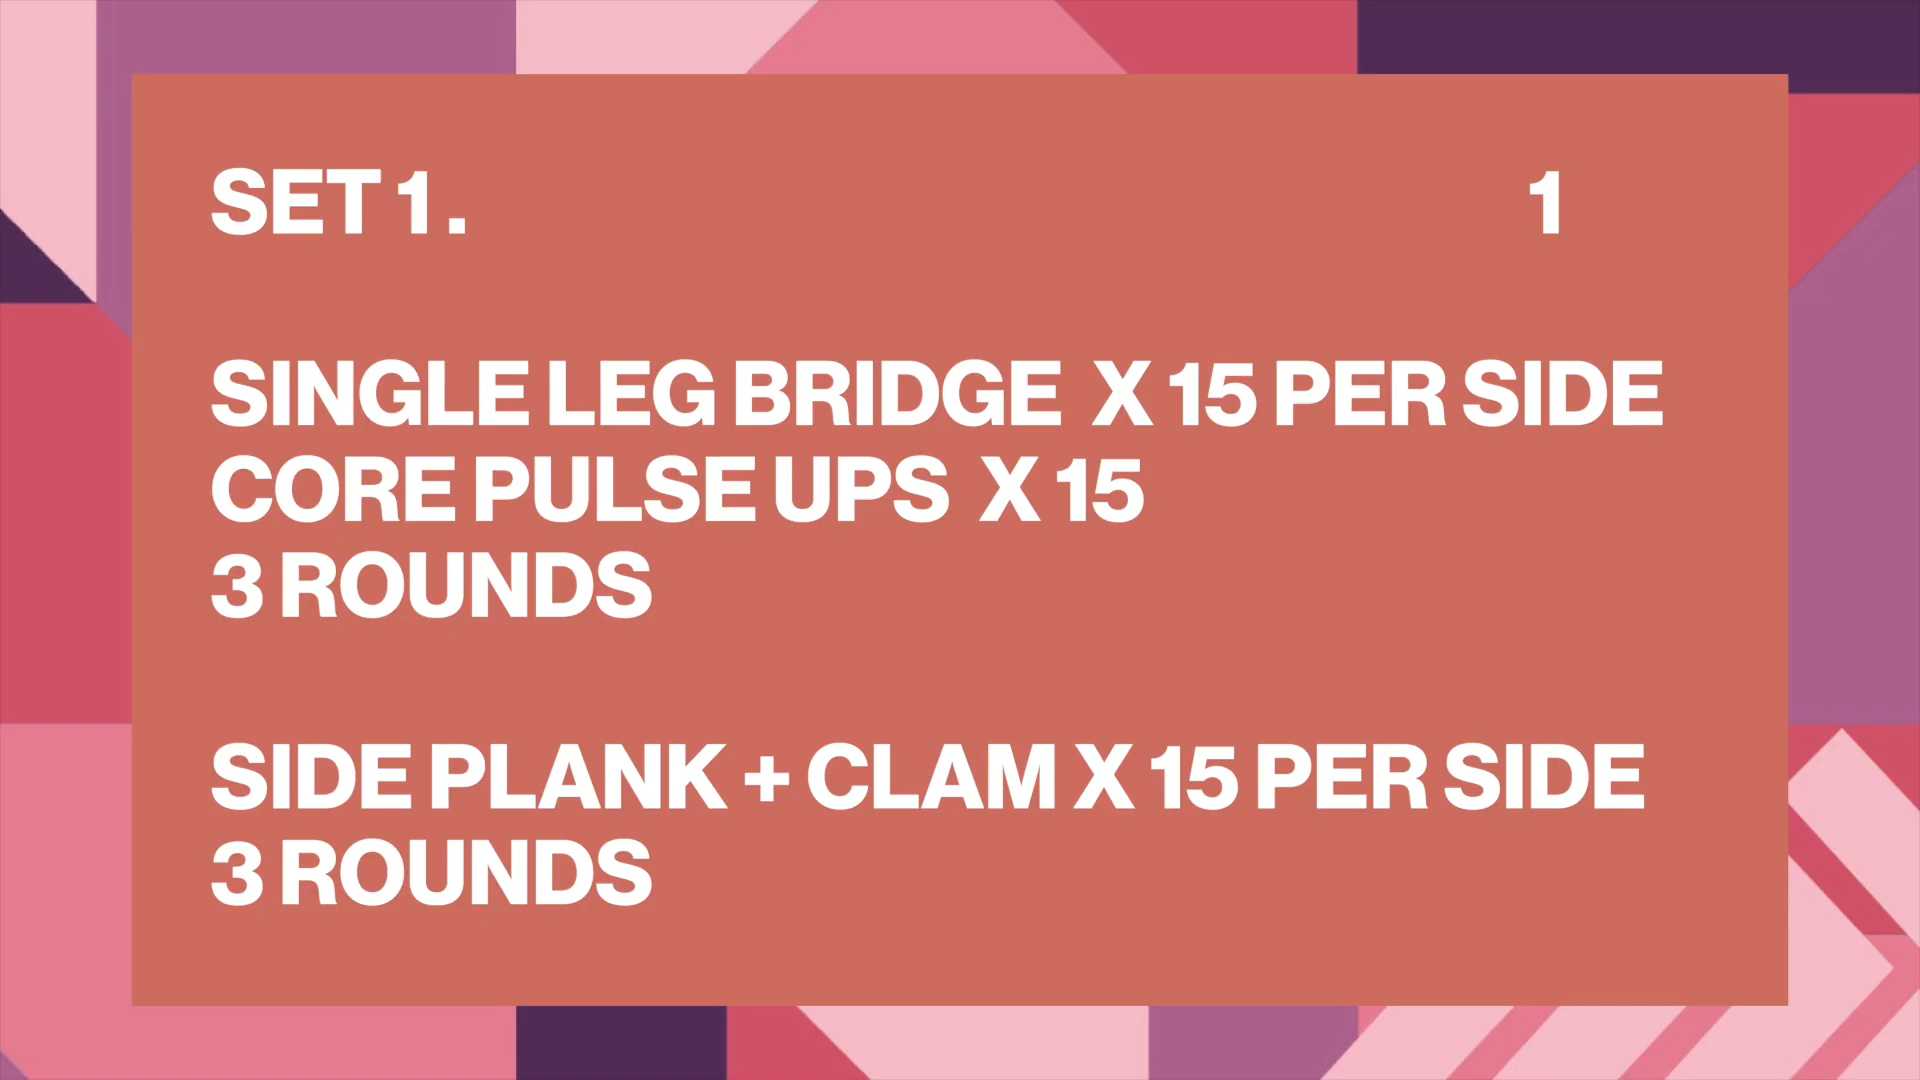 SET 1. 1
SINGLE LEG BRIDGE X 15 PER SIDE
CORE PULSE UPS X 15
3 ROUNDS
SIDE PLANK + CLAM X 15 PER SIDE
3 ROUNDS